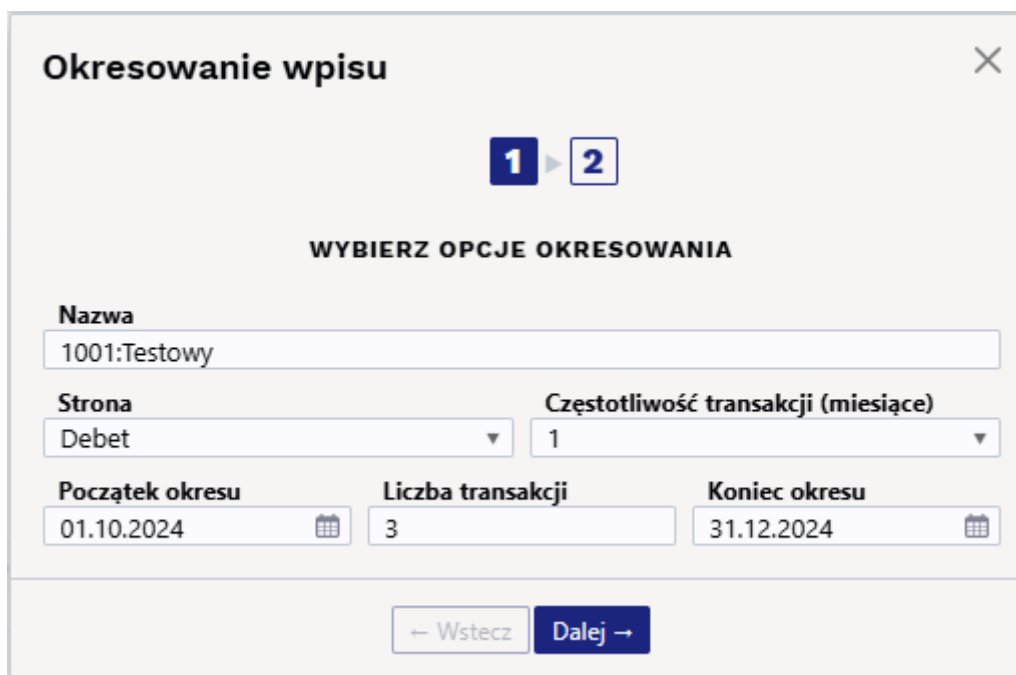 Okresowanie wpisu
1 2
WYBIERZ OPCJE OKRESOWANIA
Nazwa
1001:Testowy
Strona Częstotliwość transakcji (miesiące)
Debet 1
Początek okresu Liczba transakcji Koniec okresu
01.10.2024 3 31.12.2024
← Wstecz Dalej →